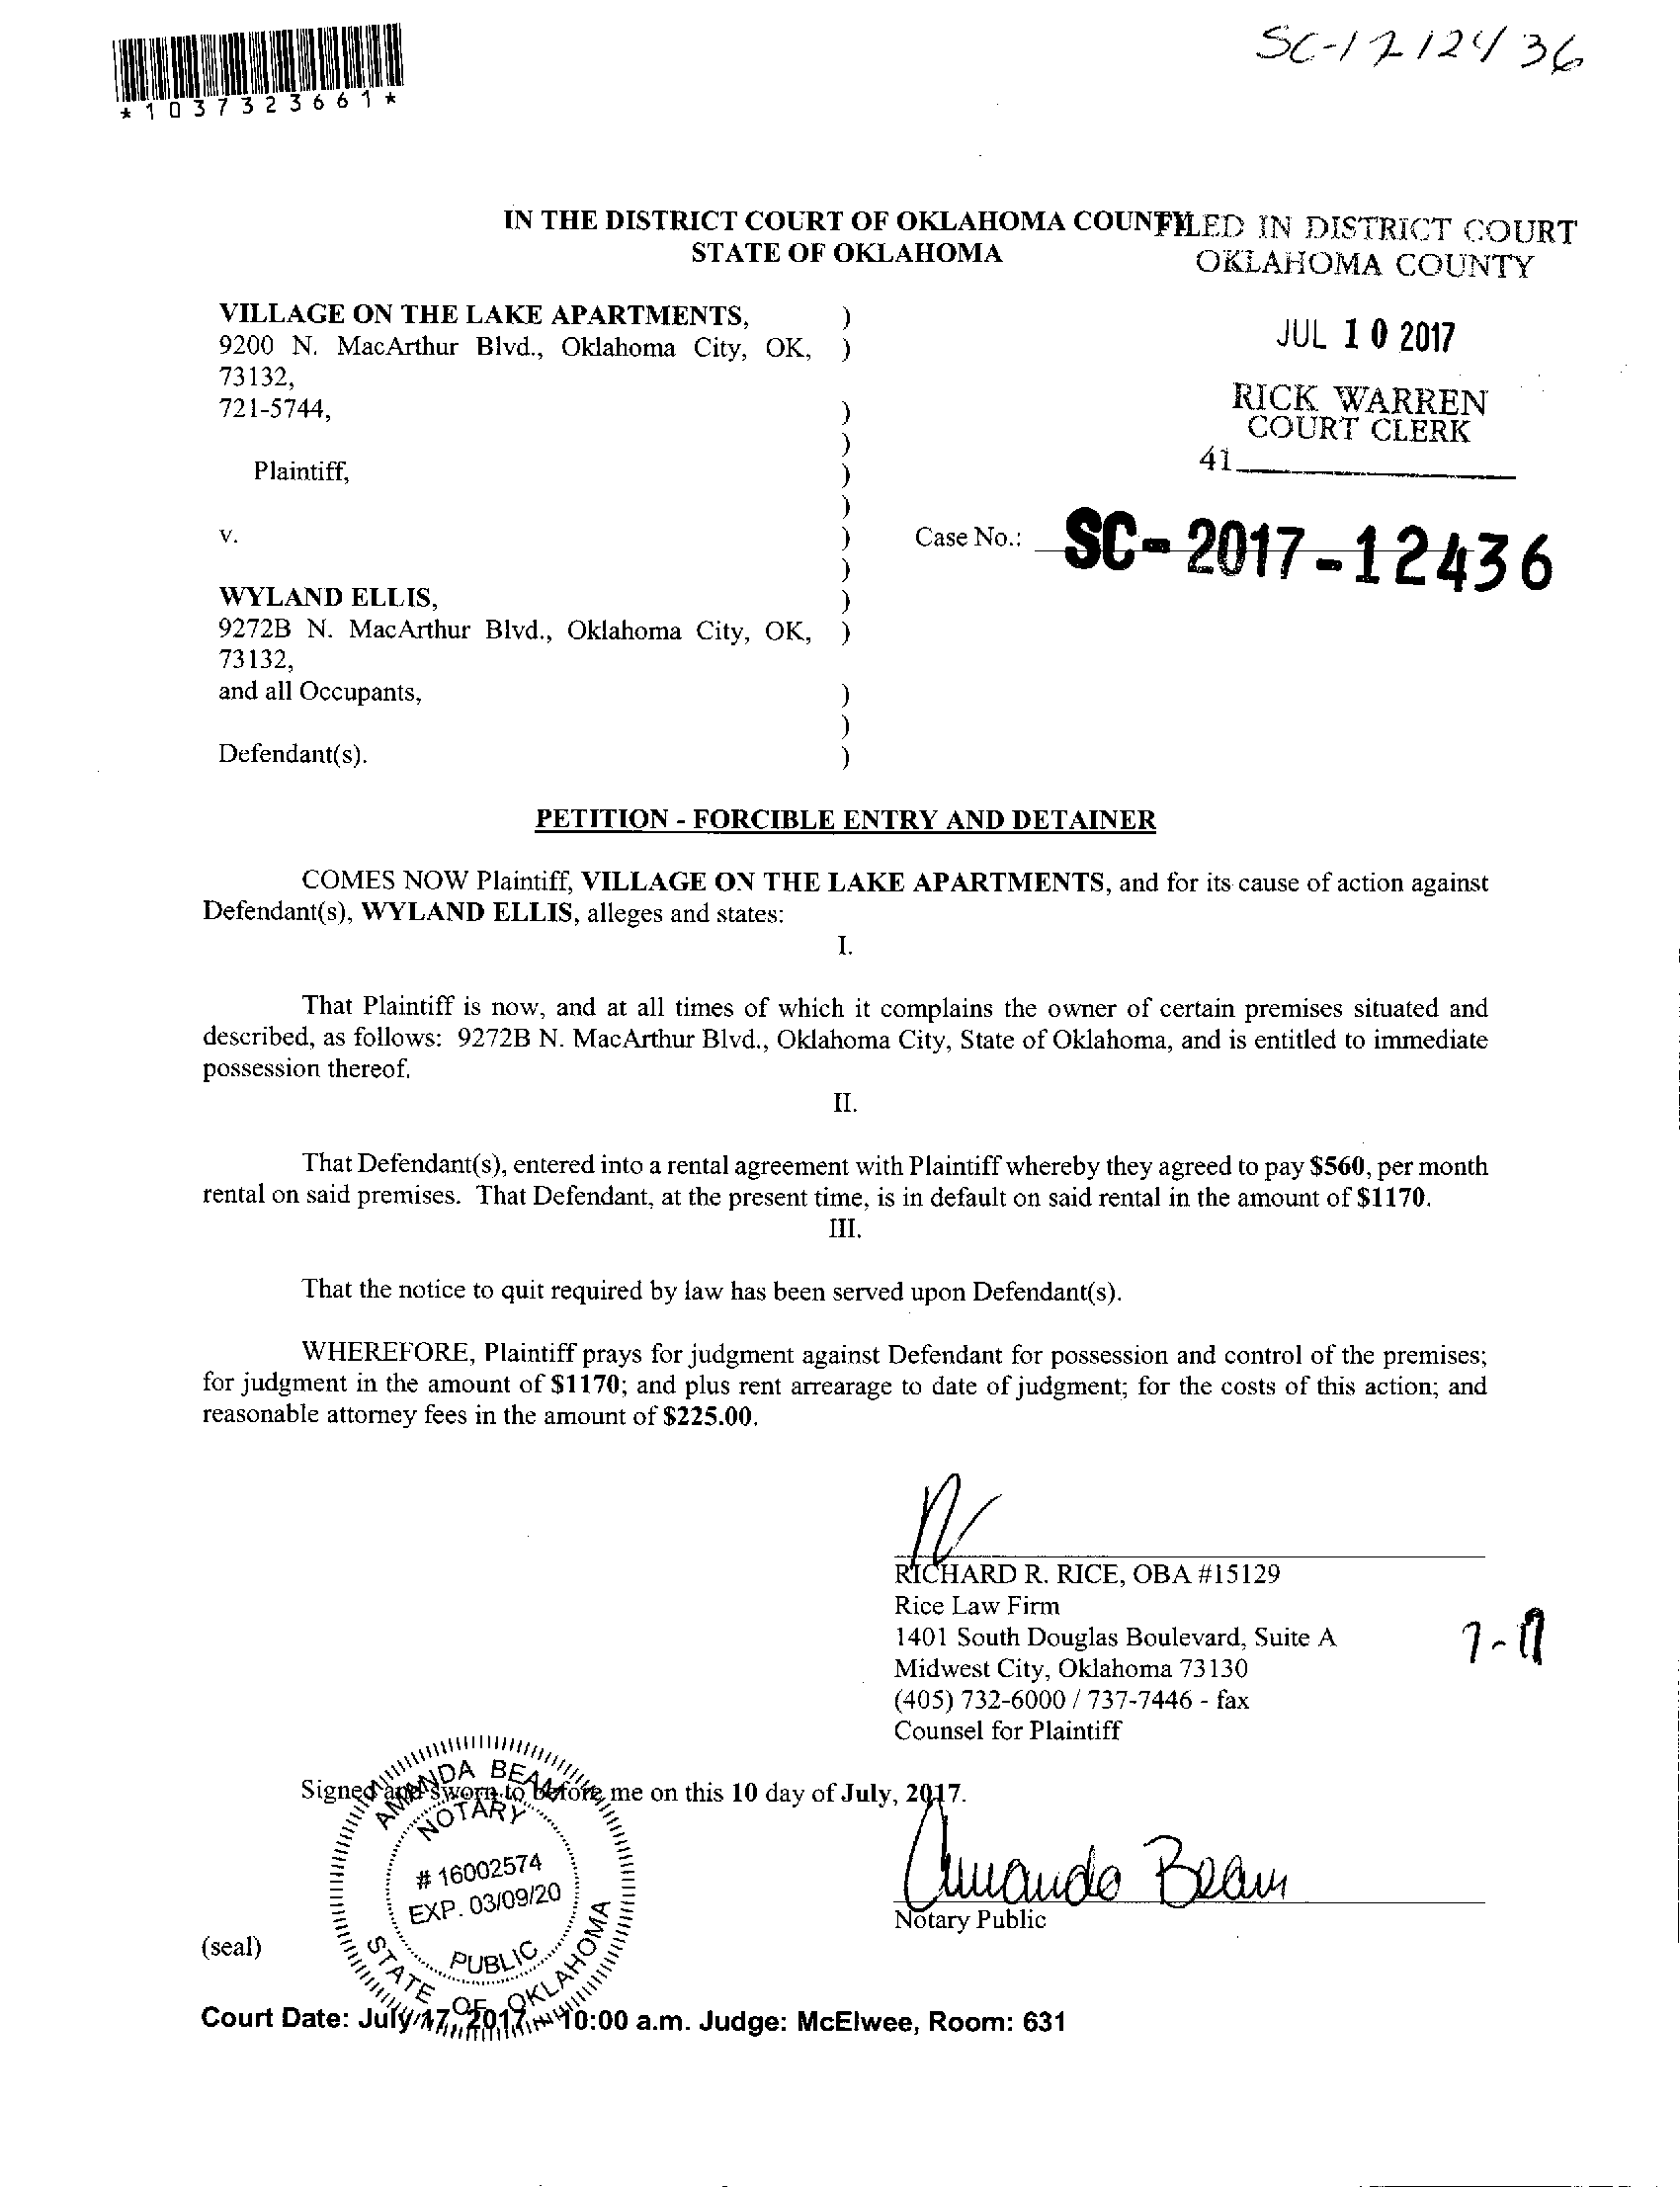 *1037323661*
SC-1712436
IN THE DISTRICT COURT OF OKLAHOMA COUNTY
STATE OF OKLAHOMA
FILED IN DISTRICT COURT
OKLAHOMA COUNTY
JUL 10 2017
RICK WARREN
COURT CLERK
41
VILLAGE ON THE LAKE APARTMENTS, )
9200 N. MacArthur Blvd., Oklahoma City, OK, )
73132,
721-5744, )
)
Plaintiff, )
)
v. ) Case No.: SC-2017-12436
)
WYLAND ELLIS, )
9272B N. MacArthur Blvd., Oklahoma City, OK, )
73132,
and all Occupants, )
)
Defendant(s). )
PETITION - FORCIBLE ENTRY AND DETAINER
COMES NOW Plaintiff, VILLAGE ON THE LAKE APARTMENTS, and for its cause of action against
Defendant(s), WYLAND ELLIS, alleges and states:
I.
That Plaintiff is now, and at all times of which it complains the owner of certain premises situated and
described, as follows: 9272B N. MacArthur Blvd., Oklahoma City, State of Oklahoma, and is entitled to immediate
possession thereof.
II.
That Defendant(s), entered into a rental agreement with Plaintiff whereby they agreed to pay $560, per month
rental on said premises. That Defendant, at the present time, is in default on said rental in the amount of $1170.
III.
That the notice to quit required by law has been served upon Defendant(s).
WHEREFORE, Plaintiff prays for judgment against Defendant for possession and control of the premises;
for judgment in the amount of $1170; and plus rent arrearage to date of judgment; for the costs of this action; and
reasonable attorney fees in the amount of $225.00.
RICHARD R. RICE, OBA #15129
Rice Law Firm
1401 South Douglas Boulevard, Suite A
Midwest City, Oklahoma 73130
(405) 732-6000 / 737-7446 - fax
Counsel for Plaintiff
7-17
Signed and sworn to before me on this 10 day of July, 2017.
Amanda Beam
Notary Public
AMANDA BEAM
NOTARY
# 16002574
EXP. 03/09/20
PUBLIC
STATE OF OKLAHOMA
(seal)
Court Date: July 17, 2017, 10:00 a.m. Judge: McElwee, Room: 631